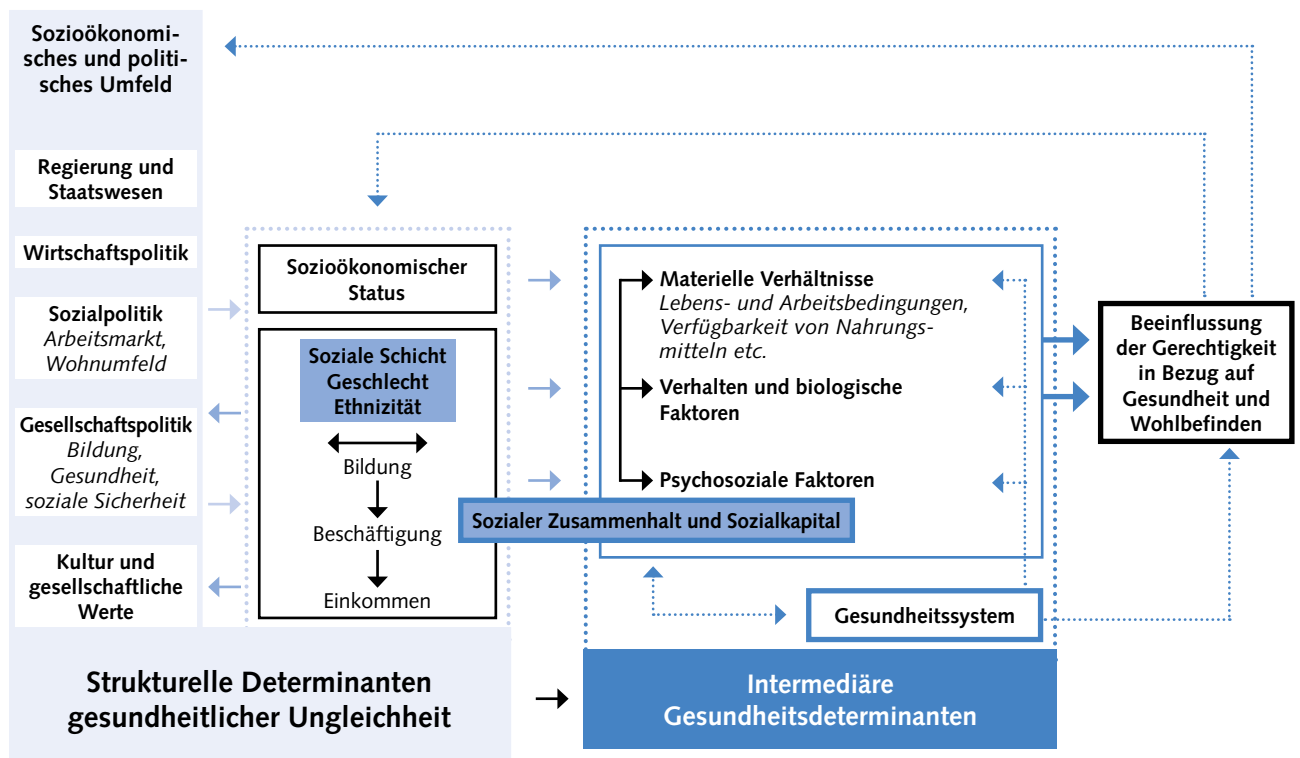 Sozioökonomi-
sches und politi-
sches Umfeld
Regierung und
Staatswesen
Wirtschaftspolitik
Sozialpolitik
Arbeitsmarkt,
Wohnumfeld
Gesellschaftspolitik
Bildung,
Gesundheit,
soziale Sicherheit
Kultur und
gesellschaftliche
Werte
Sozioökonomischer
Status
Soziale Schicht
Geschlecht
Ethnizität
Bildung
Beschäftigung
Einkommen
Strukturelle Determinanten
gesundheitlicher Ungleichheit
Materielle Verhältnisse
Lebens- und Arbeitsbedingungen,
Verfügbarkeit von Nahrungs-
mitteln etc.
Verhalten und biologische
Faktoren
Psychosoziale Faktoren
Sozialer Zusammenhalt und Sozialkapital
Gesundheitssystem
Intermediäre
Gesundheitsdeterminanten
Beeinflussung
der Gerechtigkeit
in Bezug auf
Gesundheit und
Wohlbefinden